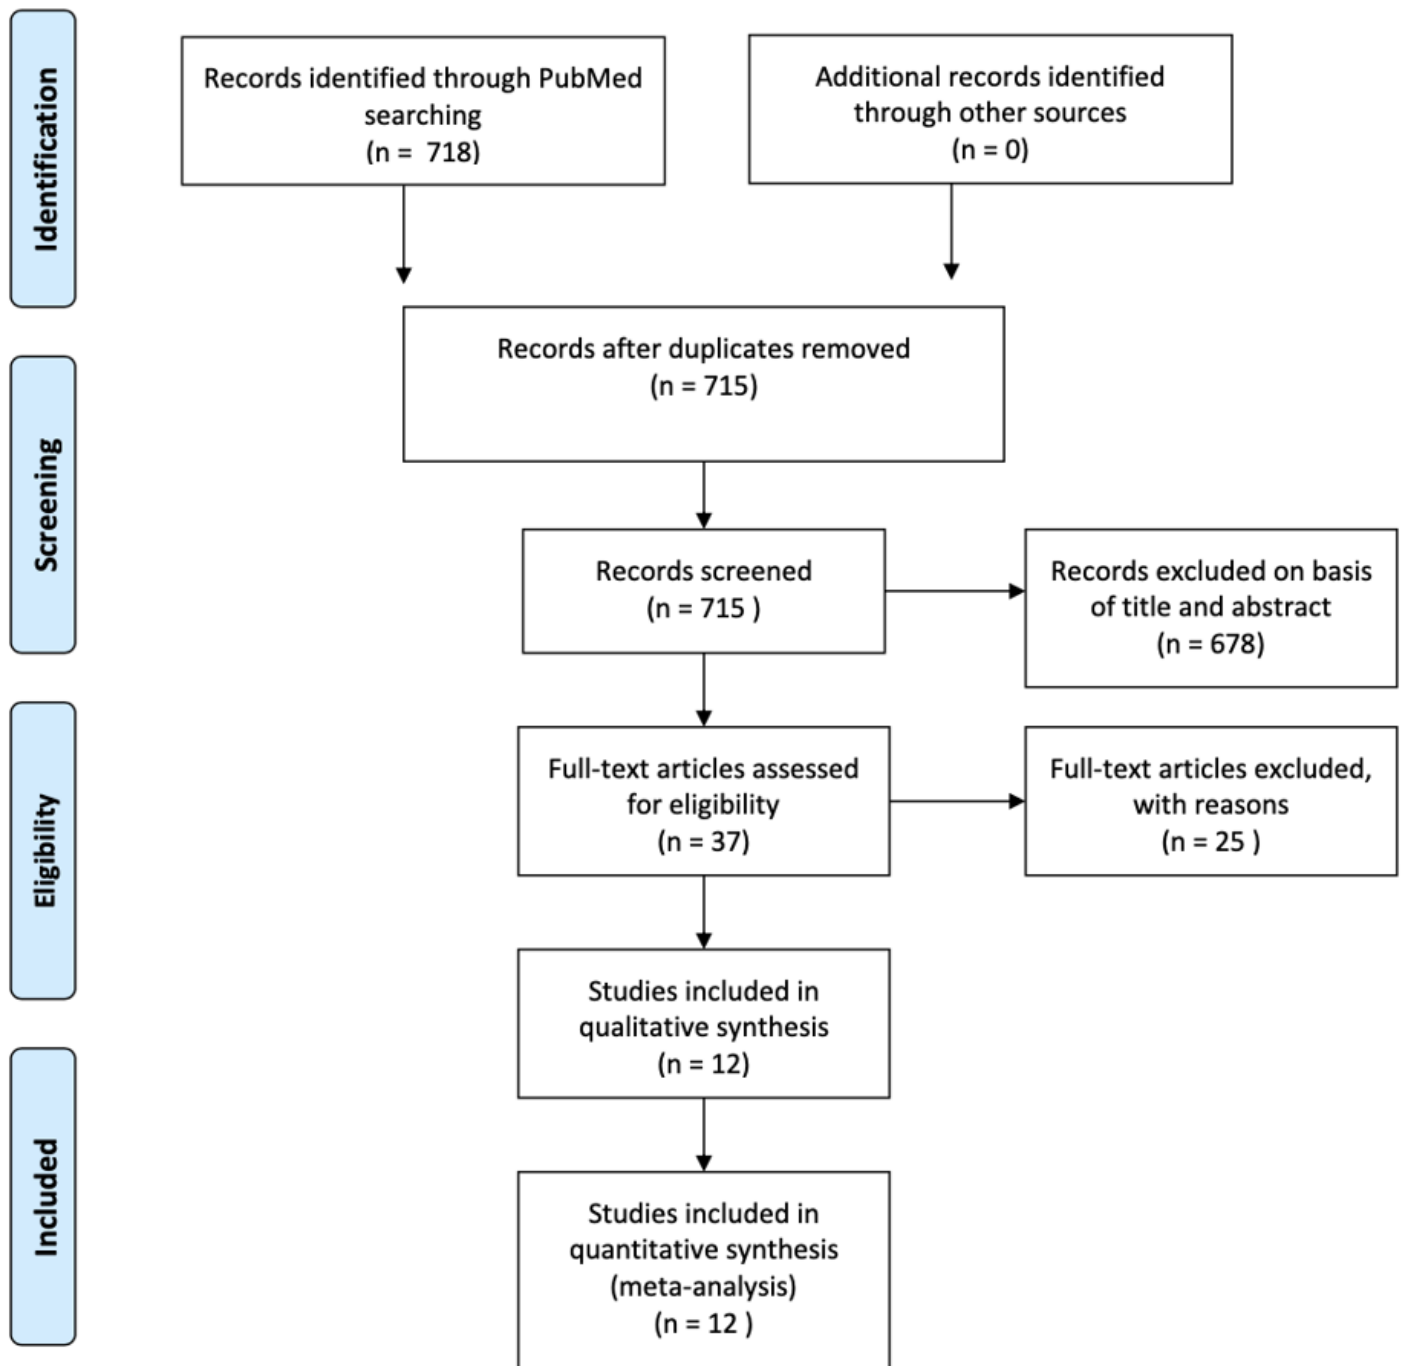 Identification
Records identified through PubMed
searching
(n =  718)
Additional records identified
through other sources
(n = 0)
Records after duplicates removed
(n = 715)
Screening
Records screened
(n = 715 )
Records excluded on basis
of title and abstract
(n = 678)
Eligibility
Full-text articles assessed
for eligibility
(n = 37)
Full-text articles excluded,
with reasons
(n = 25 )
Studies included in
qualitative synthesis
(n = 12)
Included
Studies included in
quantitative synthesis
(meta-analysis)
(n = 12 )